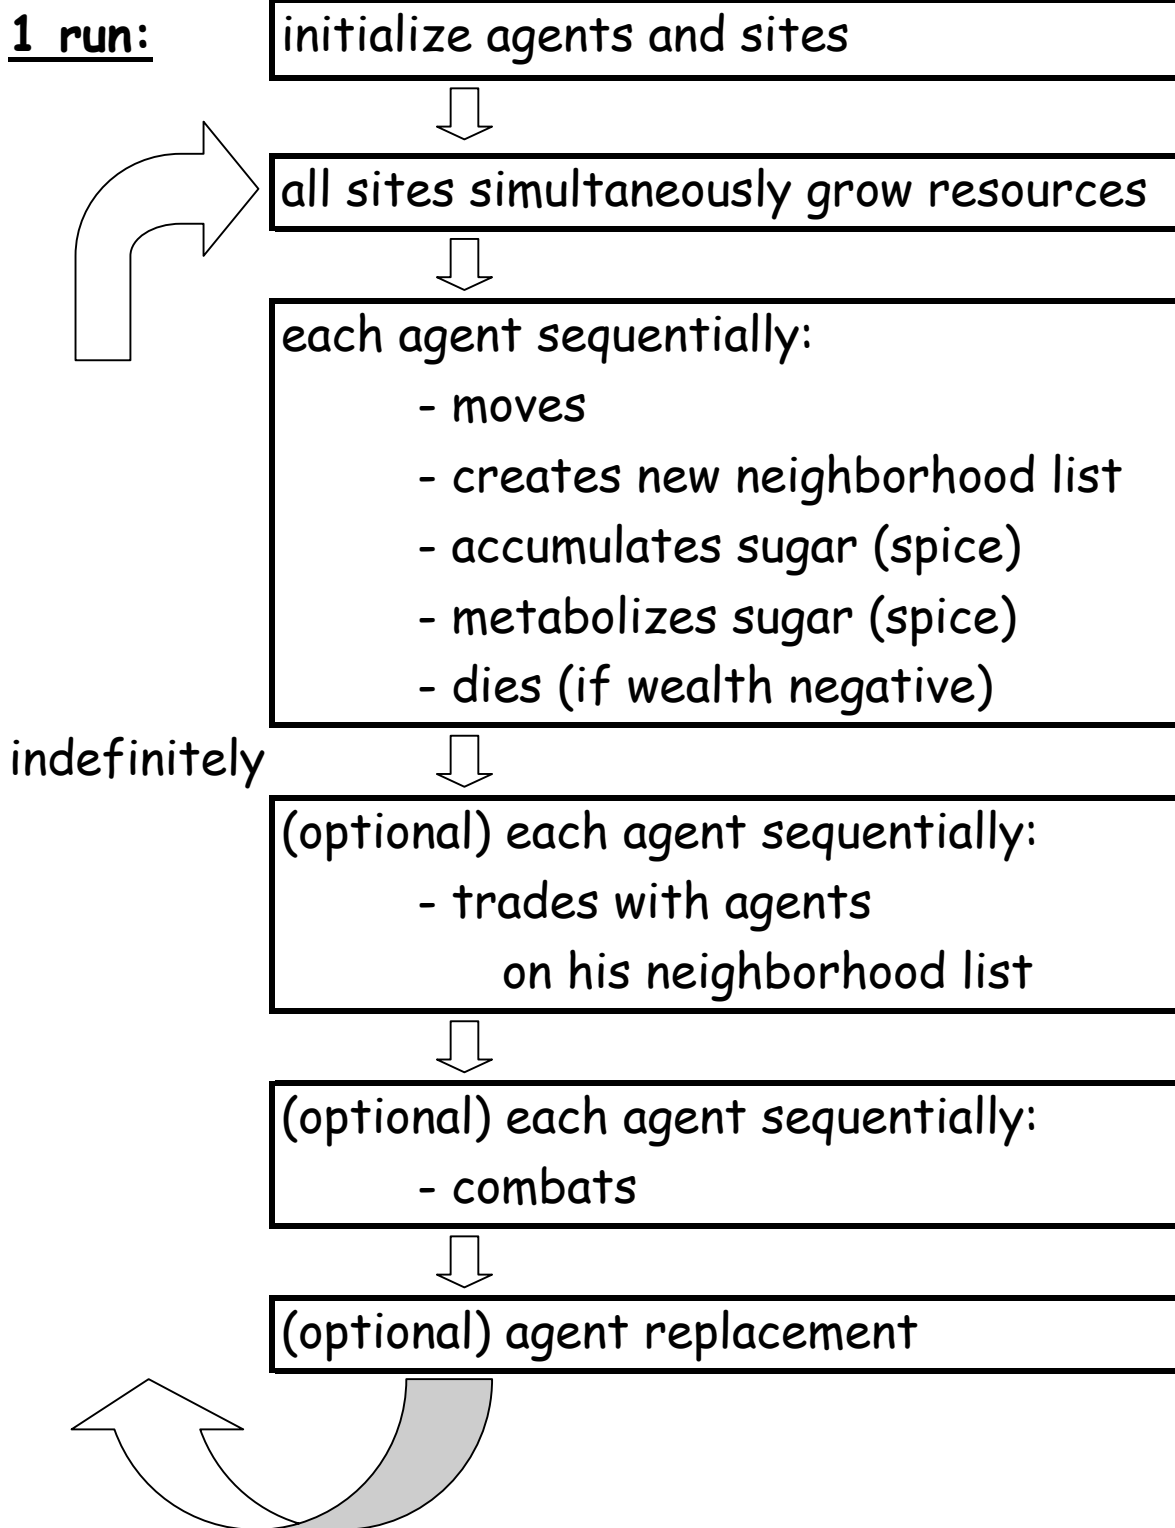 1 run:
initialize agents and sites
all sites simultaneously grow resources
each agent sequentially:
- moves
- creates new neighborhood list
- accumulates sugar (spice)
- metabolizes sugar (spice)
- dies (if wealth negative)
indefinitely
(optional) each agent sequentially:
- trades with agents
on his neighborhood list
(optional) each agent sequentially:
- combats
(optional) agent replacement